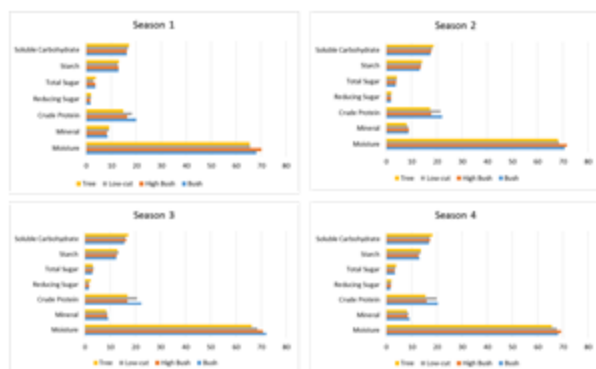 Season 1
Soluble Carbohydrate
Starch
Total Sugar
Reducing Sugar
Crude Protein
Mineral
Moisture
0 10 20 30 40 50 60 70 80
Tree Low-cut High Bush Bush
Season 2
Soluble Carbohydrate
Starch
Total Sugar
Reducing Sugar
Crude Protein
Mineral
Moisture
0 10 20 30 40 50 60 70 80
Tree Low-cut High Bush Bush
Season 3
Soluble Carbohydrate
Starch
Total Sugar
Reducing Sugar
Crude Protein
Mineral
Moisture
0 10 20 30 40 50 60 70 80
Tree Low-cut High Bush Bush
Season 4
Soluble Carbohydrate
Starch
Total Sugar
Reducing Sugar
Crude Protein
Mineral
Moisture
0 10 20 30 40 50 60 70 80
Tree Low-cut High Bush Bush